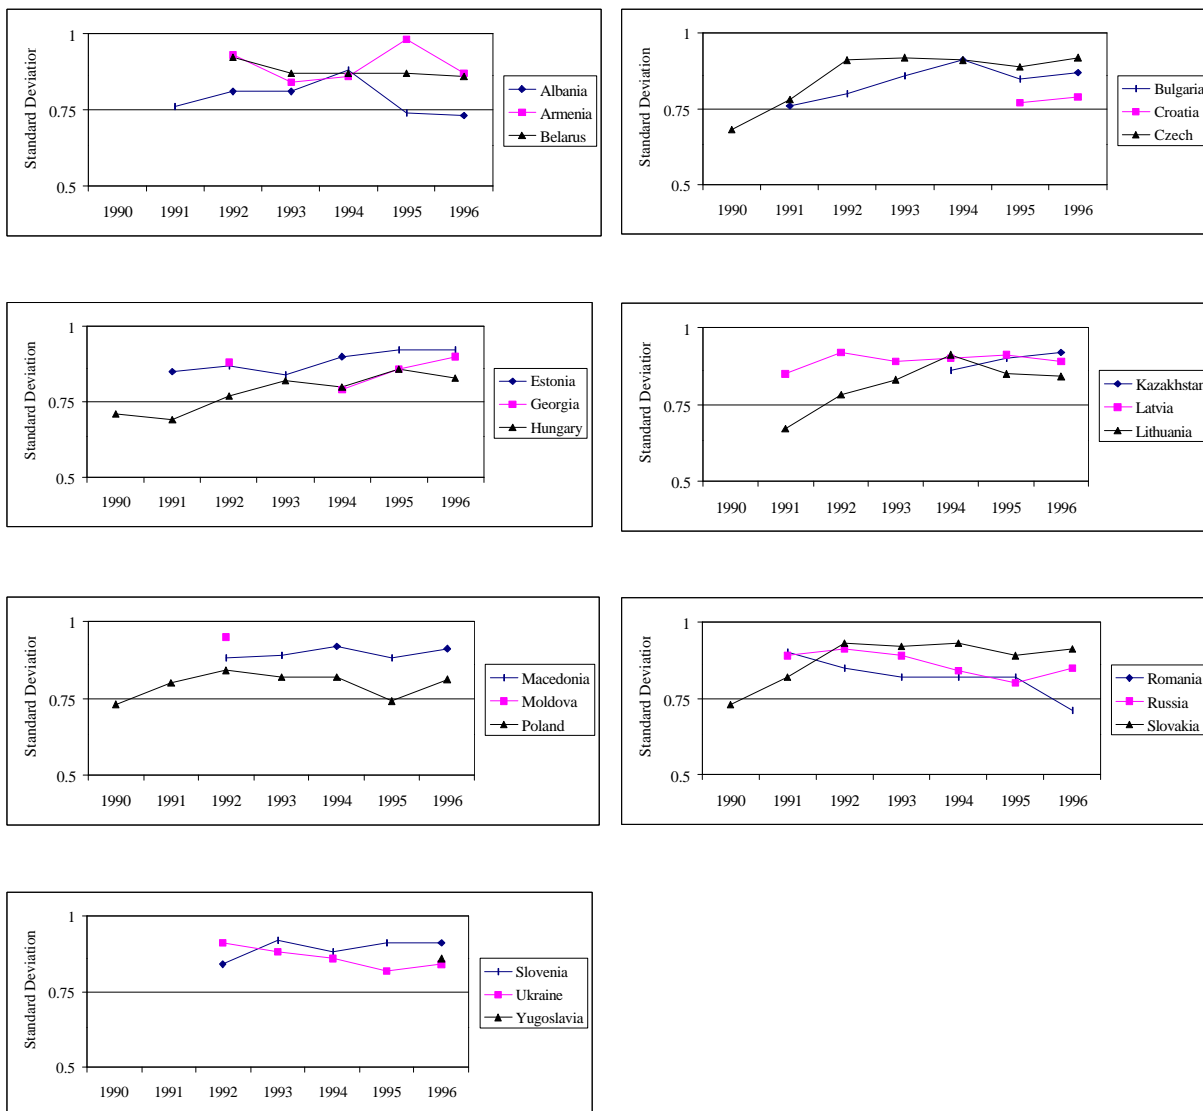 Standard Deviatior
1
0.75
0.5
1990 1991 1992 1993 1994 1995 1996
Albania
Armenia
Belarus
Standard Deviatior
1
0.75
0.5
1990 1991 1992 1993 1994 1995 1996
Bulgaria
Croatia
Czech
Standard Deviation
1
0.75
0.5
1990 1991 1992 1993 1994 1995 1996
Estonia
Georgia
Hungary
Standard Deviatior
1
0.75
0.5
1990 1991 1992 1993 1994 1995 1996
Kazakhstan
Latvia
Lithuania
Standard Deviatior
1
0.75
0.5
1990 1991 1992 1993 1994 1995 1996
Macedonia
Moldova
Poland
Standard Deviatior
1
0.75
0.5
1990 1991 1992 1993 1994 1995 1996
Romania
Russia
Slovakia
Standard Deviation
1
0.75
0.5
1990 1991 1992 1993 1994 1995 1996
Slovenia
Ukraine
Yugoslavia